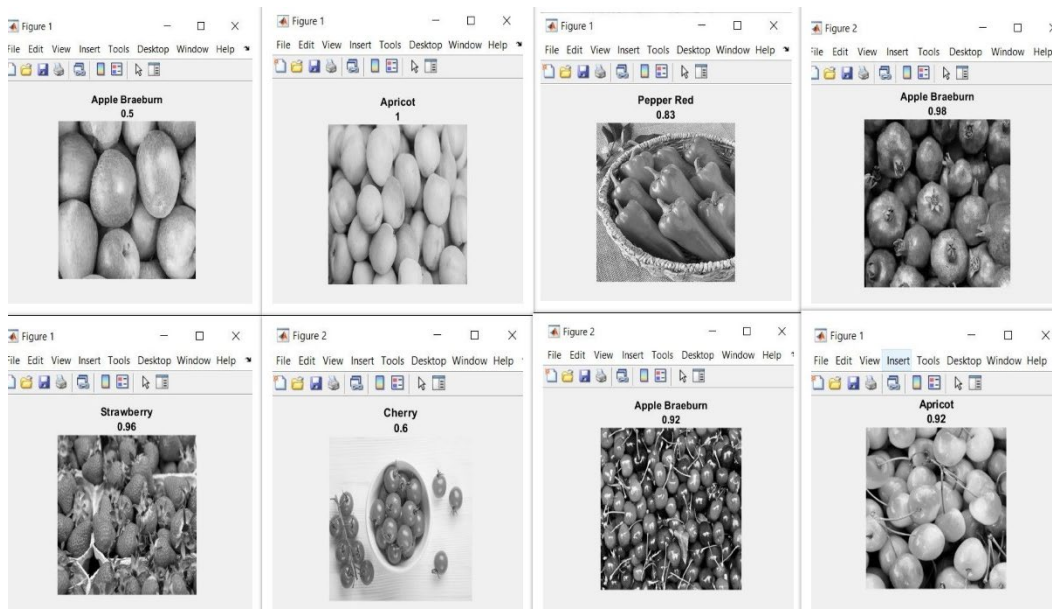 Figure 1
File Edit View Insert Tools Desktop Window Help
Apple Braeburn
0.5
Figure 1
File Edit View Insert Tools Desktop Window Help
Apricot
1
Figure 1
File Edit View Insert Tools Desktop Window Help
Pepper Red
0.83
Figure 2
File Edit View Insert Tools Desktop Window Help
Apple Braeburn
0.98
Figure 1
File Edit View Insert Tools Desktop Window Help
Strawberry
0.96
Figure 2
File Edit View Insert Tools Desktop Window Help
Cherry
0.6
Figure 2
File Edit View Insert Tools Desktop Window Help
Apple Braeburn
0.92
Figure 1
File Edit View Insert Tools Desktop Window Help
Apricot
0.92